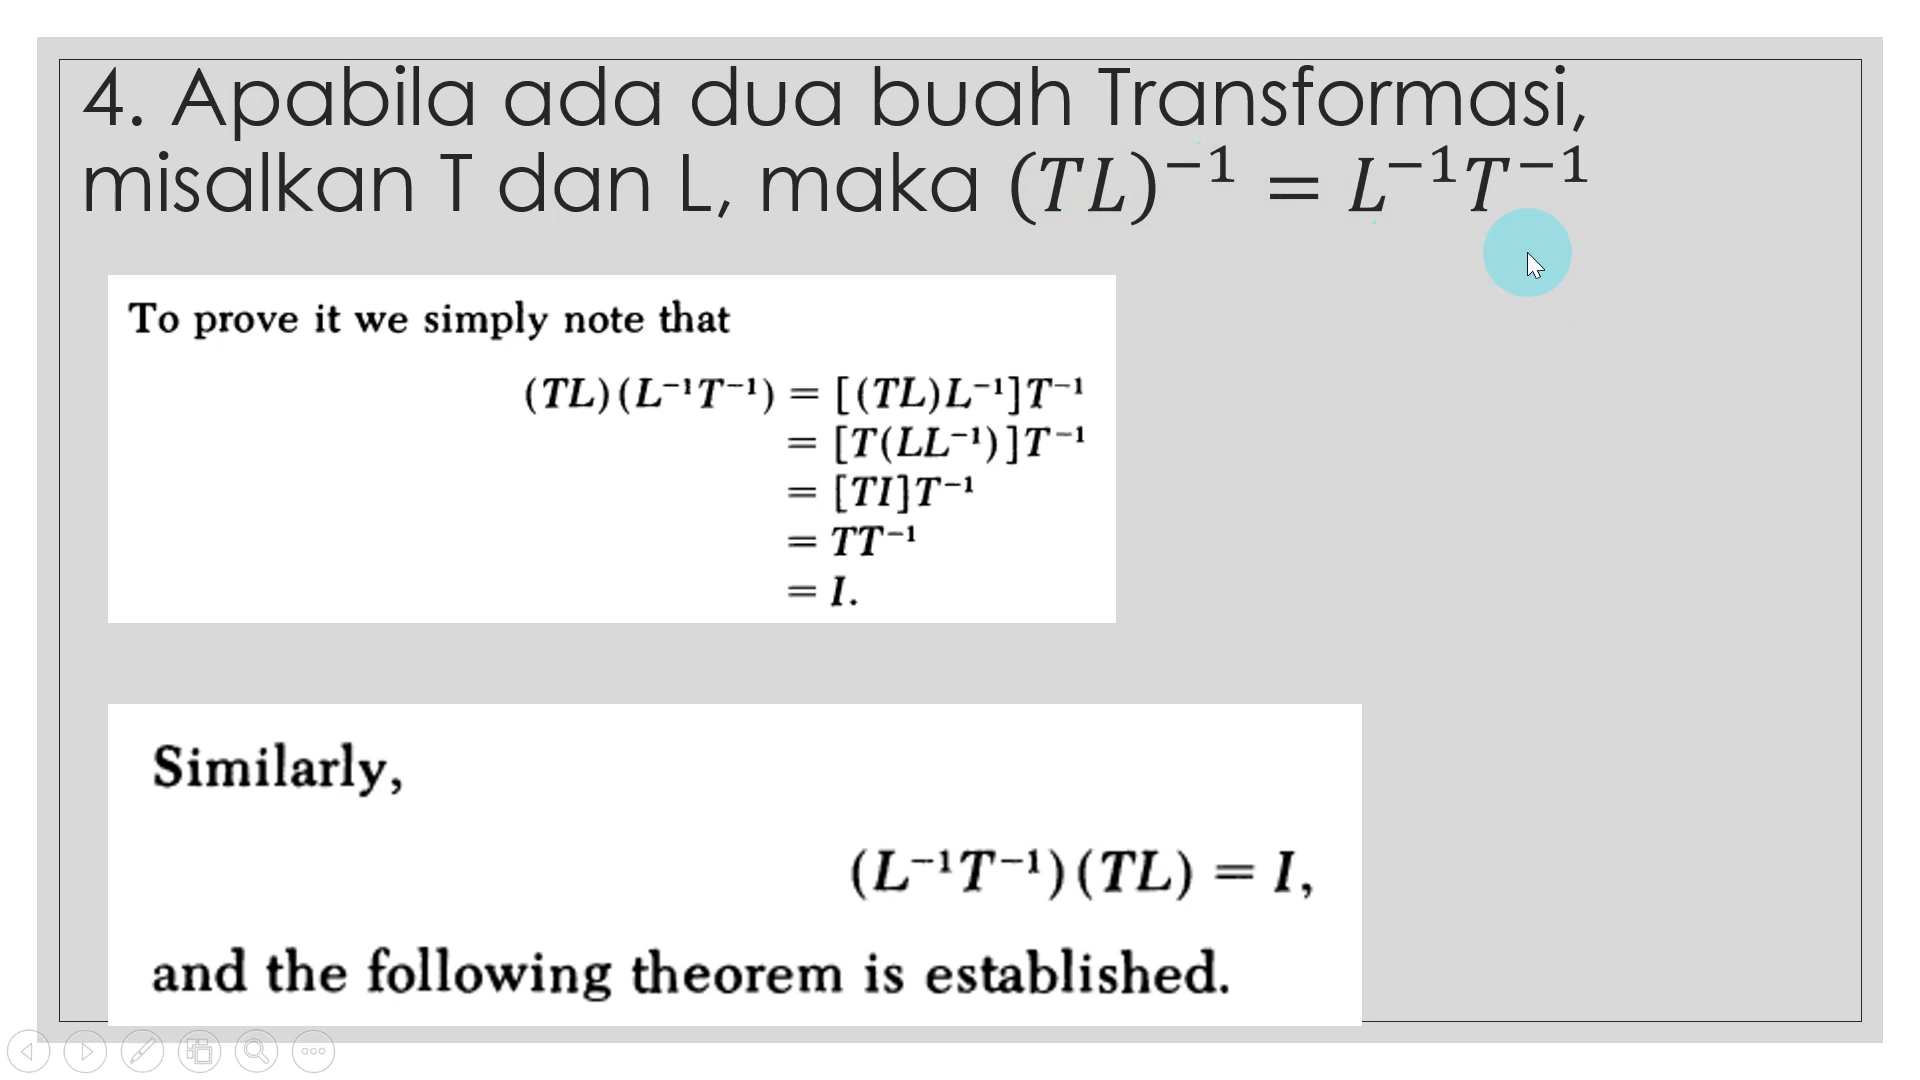 4. Apabila ada dua buah Transformasi,
misalkan T dan L, maka (TL)⁻¹ = L⁻¹T⁻¹
To prove it we simply note that
(TL)(L⁻¹T⁻¹) = [(TL)L⁻¹]T⁻¹
= [T(LL⁻¹)]T⁻¹
= [TI]T⁻¹
= TT⁻¹
= I.
Similarly,
(L⁻¹T⁻¹)(TL) = I,
and the following theorem is established.